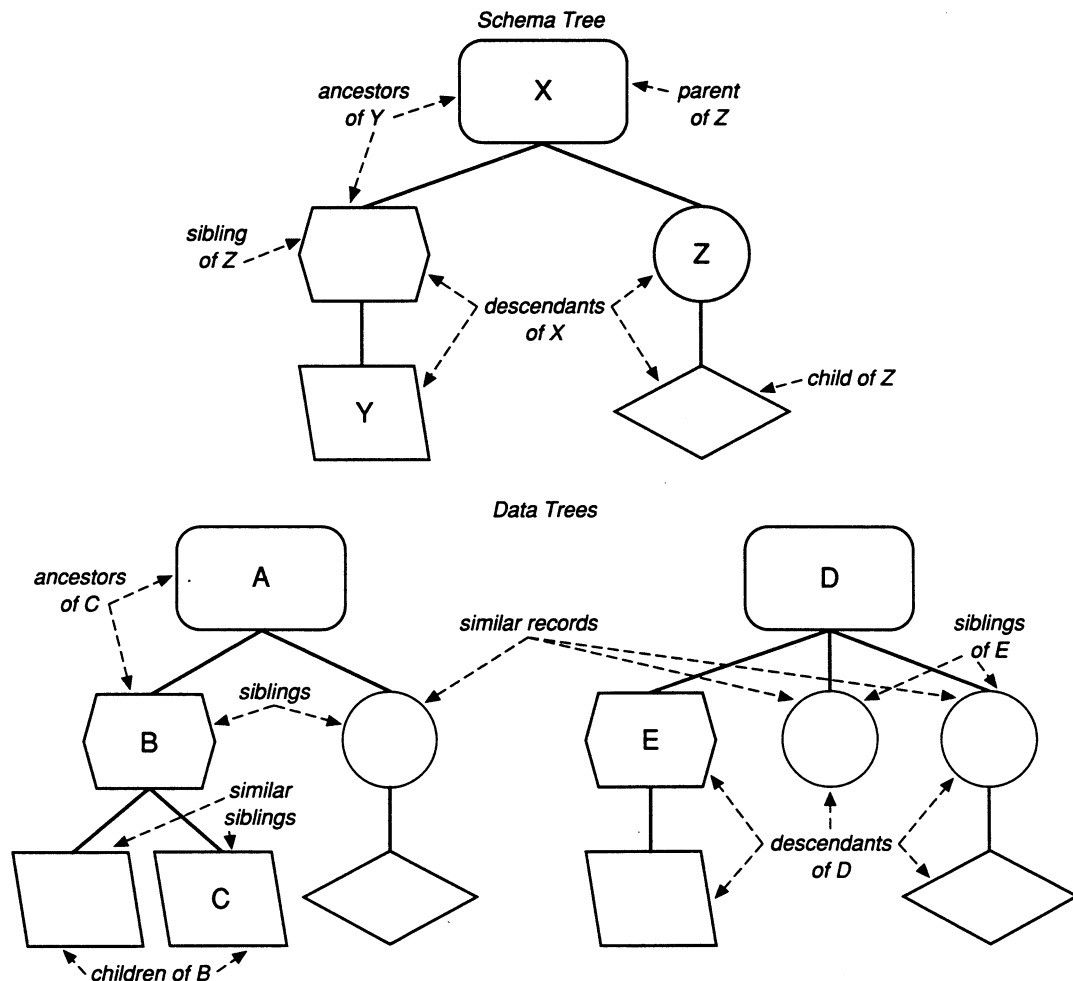 Schema Tree
X
ancestors
of Y
parent
of Z
sibling
of Z
Z
descendants
of X
child of Z
Y
Data Trees
A
D
ancestors
of C
similar records
siblings
of E
siblings
B
E
similar
siblings
descendants
of D
C
children of B